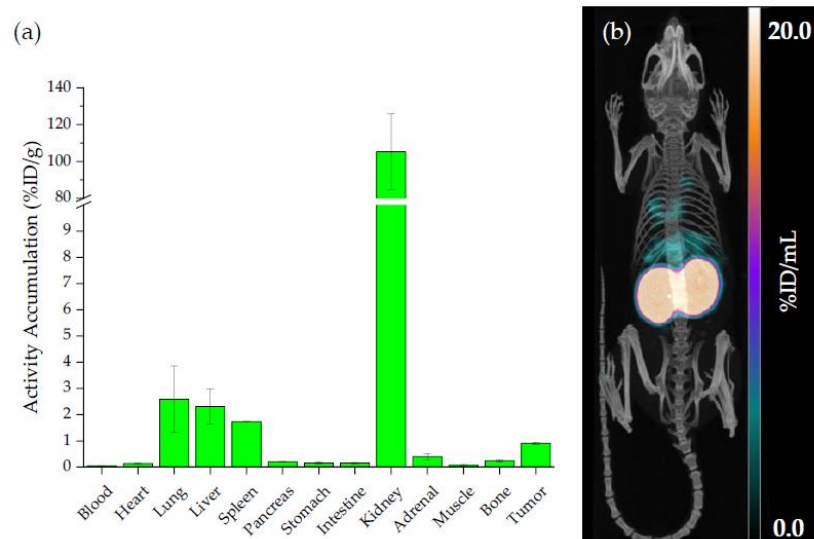 (a)
140
120
100
80
9
8
7
6
5
4
3
2
1
0
Activity Accumulation (%ID/g)
Blood
Heart
Lung
Liver
Spleen
Pancreas
Stomach
Intestine
Kidney
Adrenal
Muscle
Bone
Tumor
(b)
20.0
%ID/mL
0.0